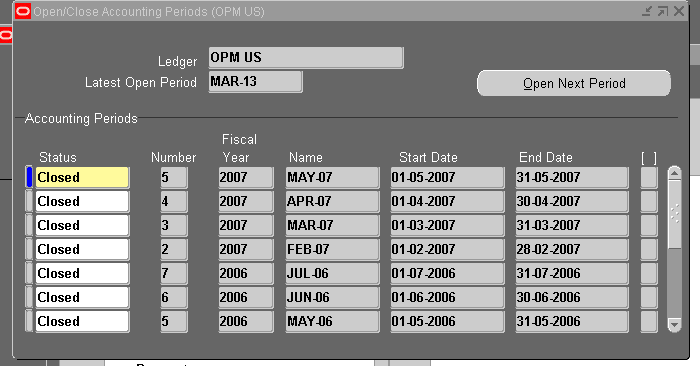 Open/Close Accounting Periods (OPM US)
Ledger OPM US
Latest Open Period MAR-13
Open Next Period
Accounting Periods
Fiscal
Status Number Year Name Start Date End Date [ ]
Closed 5 2007 MAY-07 01-05-2007 31-05-2007
Closed 4 2007 APR-07 01-04-2007 30-04-2007
Closed 3 2007 MAR-07 01-03-2007 31-03-2007
Closed 2 2007 FEB-07 01-02-2007 28-02-2007
Closed 7 2006 JUL-06 01-07-2006 31-07-2006
Closed 6 2006 JUN-06 01-06-2006 30-06-2006
Closed 5 2006 MAY-06 01-05-2006 31-05-2006